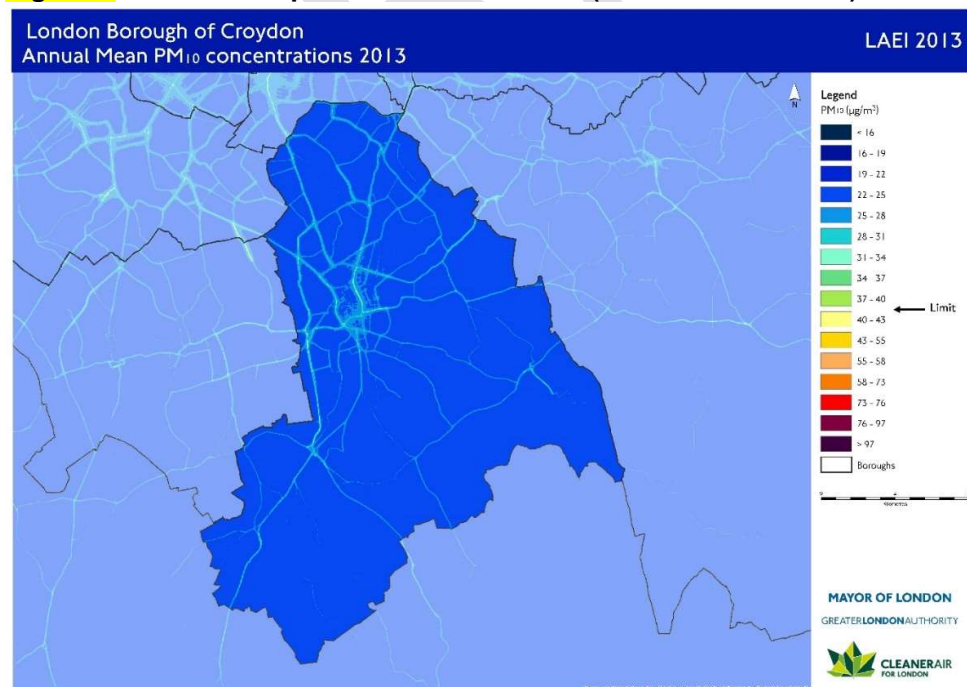 London Borough of Croydon
Annual Mean PM10 concentrations 2013
LAEI 2013
N
Legend
PM10 (µg/m³)
< 16
16 - 19
19 - 22
22 - 25
25 - 28
28 - 31
31 - 34
34 37
37 - 40
Limit
40 - 43
43 - 55
55 - 58
58 - 73
73 - 76
76 - 97
> 97
Boroughs
MAYOR OF LONDON
GREATERLONDONAUTHORITY
CLEANERAIR
FOR LONDON